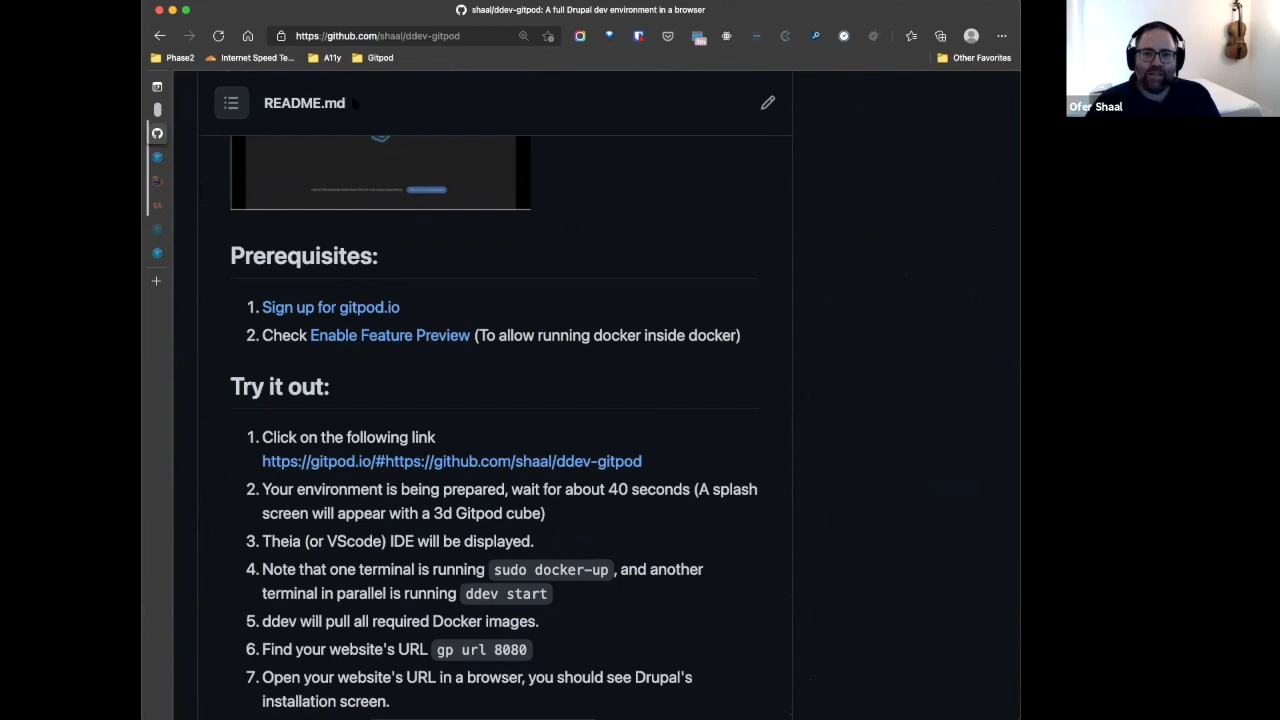 shaal/ddev-gitpod: A full Drupal dev environment in a browser
https://github.com/shaal/ddev-gitpod
Phase2
Internet Speed Te...
A11y
Gitpod
Other Favorites
README.md
Ofer Shaal
Prerequisites:
1. Sign up for gitpod.io
2. Check Enable Feature Preview (To allow running docker inside docker)
Try it out:
1. Click on the following link
https://gitpod.io/#https://github.com/shaal/ddev-gitpod
2. Your environment is being prepared, wait for about 40 seconds (A splash
screen will appear with a 3d Gitpod cube)
3. Theia (or VScode) IDE will be displayed.
4. Note that one terminal is running sudo docker-up, and another
terminal in parallel is running ddev start
5. ddev will pull all required Docker images.
6. Find your website's URL gp url 8080
7. Open your website's URL in a browser, you should see Drupal's
installation screen.